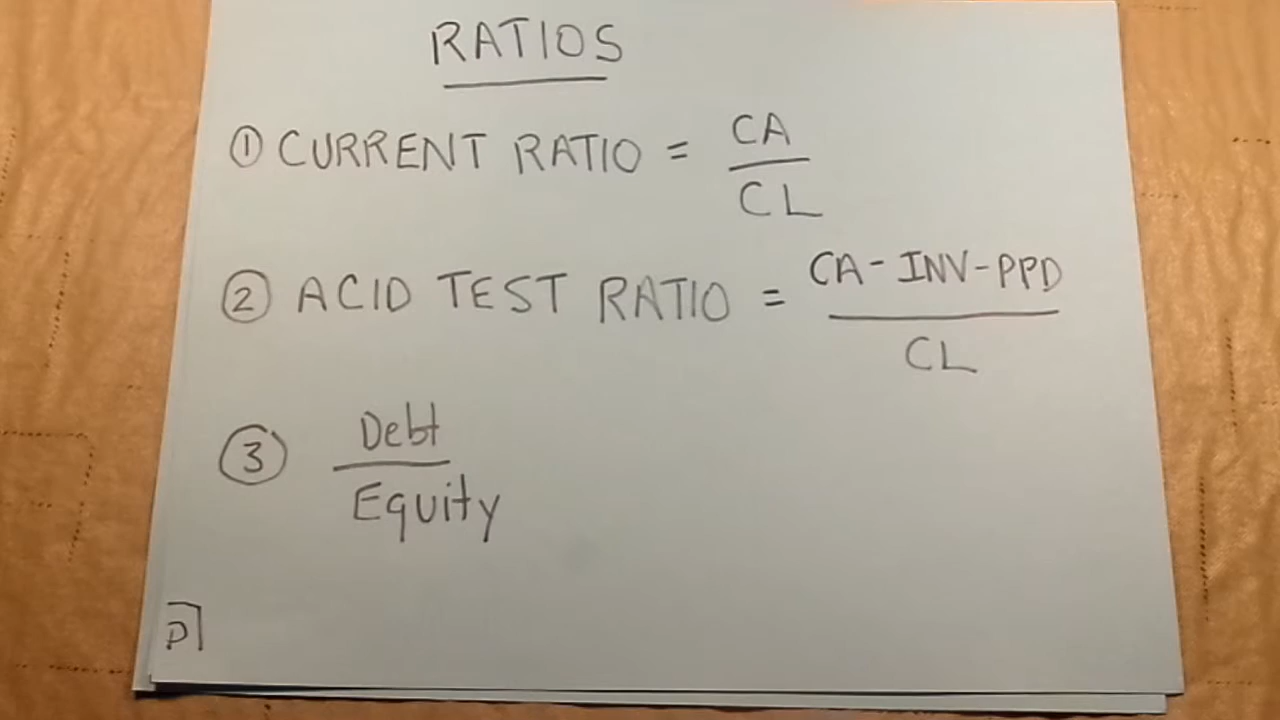 RATIOS
① CURRENT RATIO = CA
CL
② ACID TEST RATIO = CA - INV - PPD
CL
③ Debt
Equity